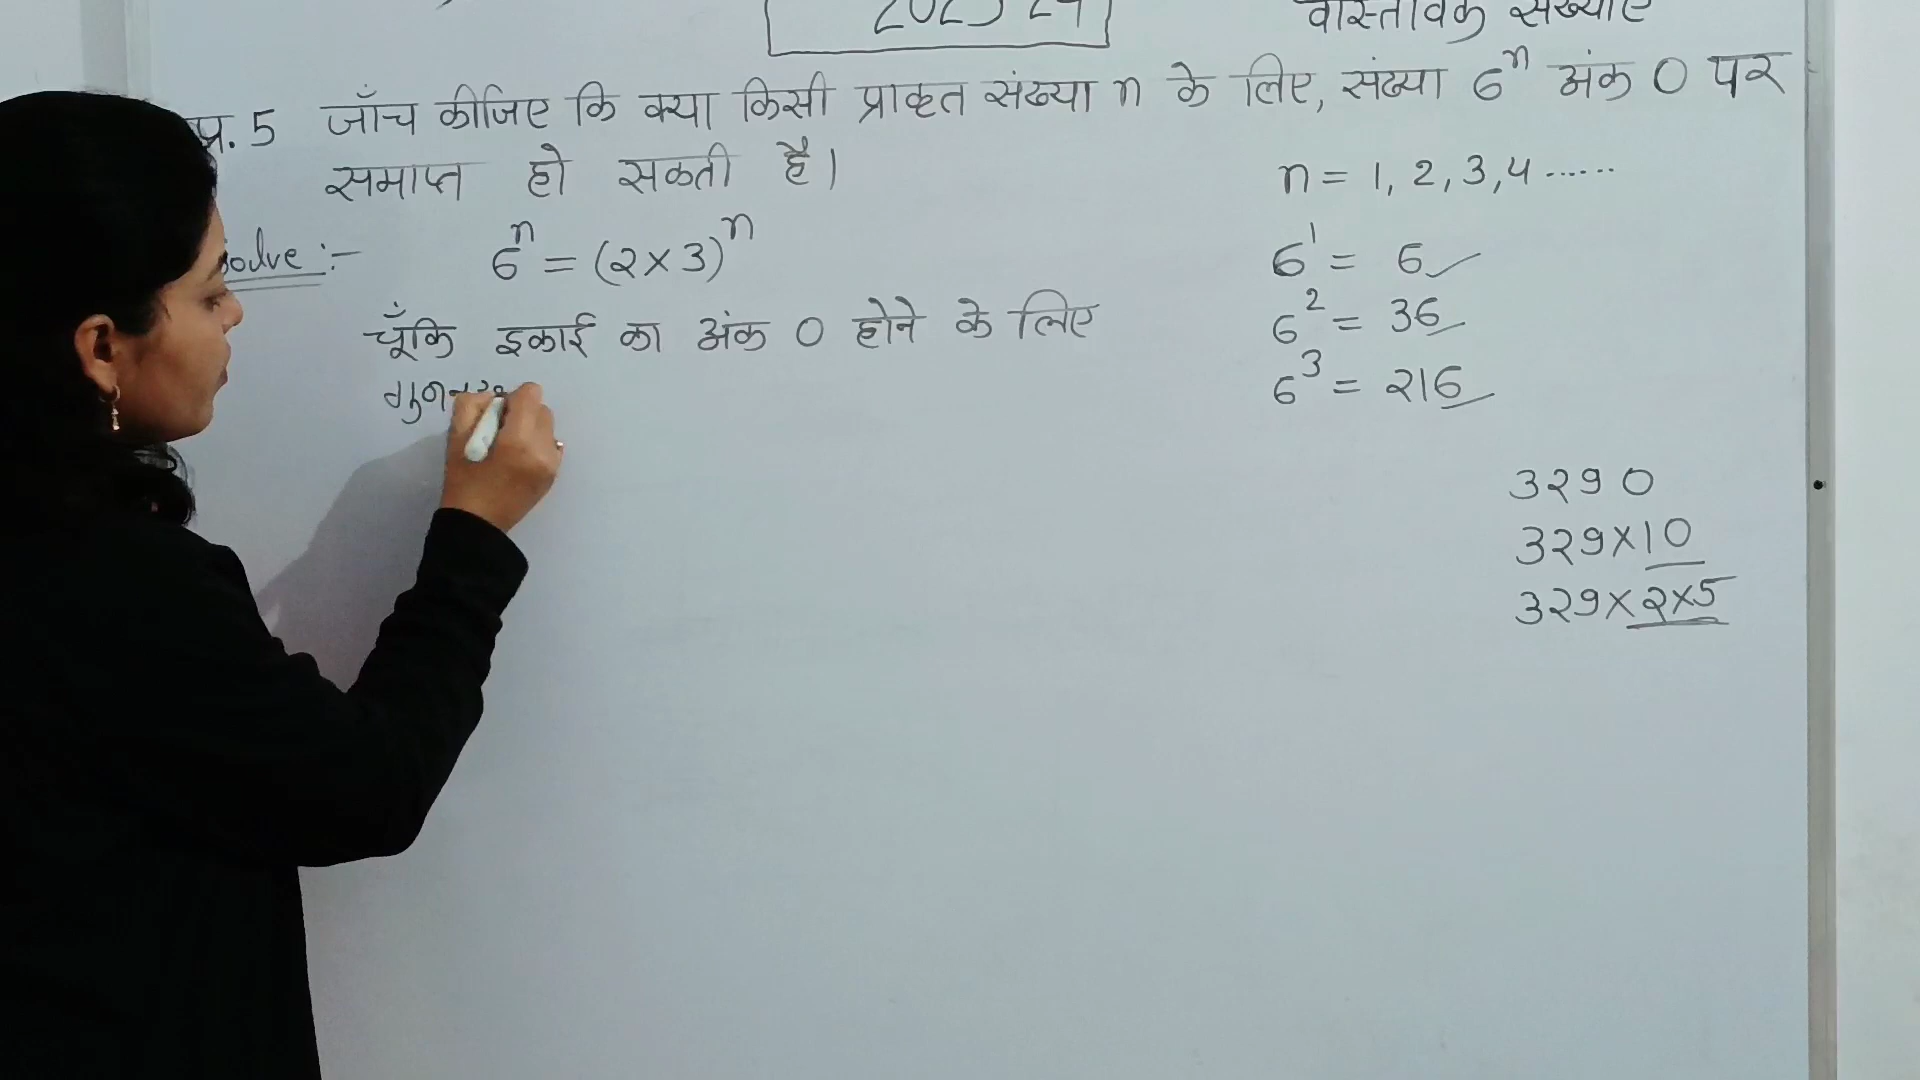 वास्तविक संख्याएँ
प्र. 5 जाँच कीजिए कि क्या किसी प्राकृत संख्या n के लिए, संख्या 6ⁿ अंक 0 पर
समाप्त हो सकती है।
Solve :- 6ⁿ = (2 × 3)ⁿ
चूँकि इकाई का अंक 0 होने के लिए
n = 1, 2, 3, 4 ......
6¹ = 6
6² = 36
6³ = 216
3290
329×10
329×2×5